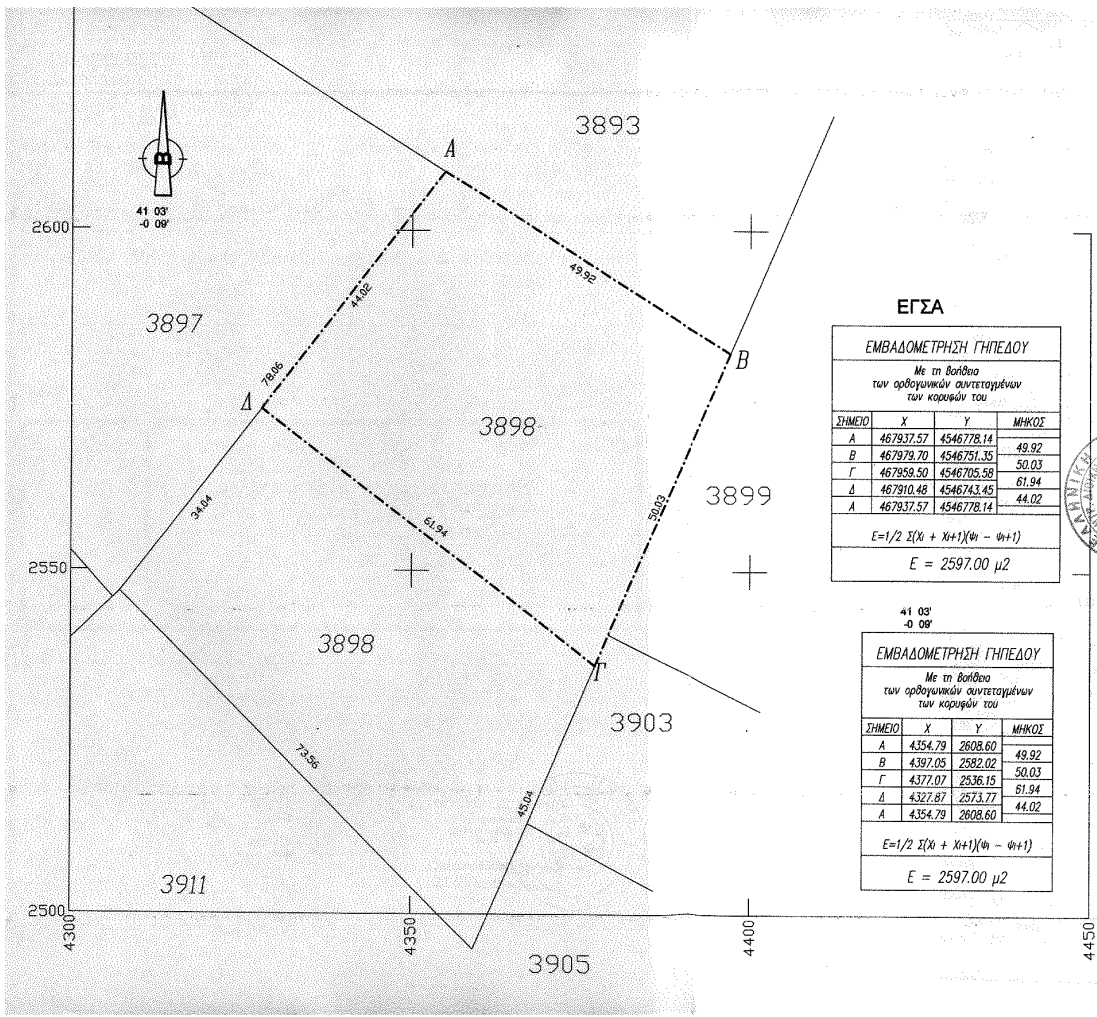 3893
A
B
41 03'
-0 09'
2600
49.92
44.02
3897
78.06
Δ
B
3898
ΕΓΣΑ
ΕΜΒΑΔΟΜΕΤΡΗΣΗ ΓΗΠΕΔΟΥ
Με τη βοήθεια
των ορθογωνικών συντεταγμένων
των κορυφών του
ΣΗΜΕΙΟ X Y ΜΗΚΟΣ
A 467937.57 4546778.14
49.92
B 467979.70 4546751.35
50.03
Γ 467959.50 4546705.58
61.94
Δ 467910.48 4546743.45
44.02
A 467937.57 4546778.14
E=1/2 Σ(Xi + Xi+1)(Ψi - Ψi+1)
E = 2597.00 μ2
3899
50.03
34.04
61.94
2550
3898
Γ
3903
73.56
45.04
41 03'
-0 09'
ΕΜΒΑΔΟΜΕΤΡΗΣΗ ΓΗΠΕΔΟΥ
Με τη βοήθεια
των ορθογωνικών συντεταγμένων
των κορυφών του
ΣΗΜΕΙΟ X Y ΜΗΚΟΣ
A 4354.79 2608.60
49.92
B 4397.05 2582.02
50.03
Γ 4377.07 2536.15
61.94
Δ 4327.87 2573.77
44.02
A 4354.79 2608.60
E=1/2 Σ(Xi + Xi+1)(Ψi - Ψi+1)
E = 2597.00 μ2
3911
2500
4300
4350
4400
4450
3905